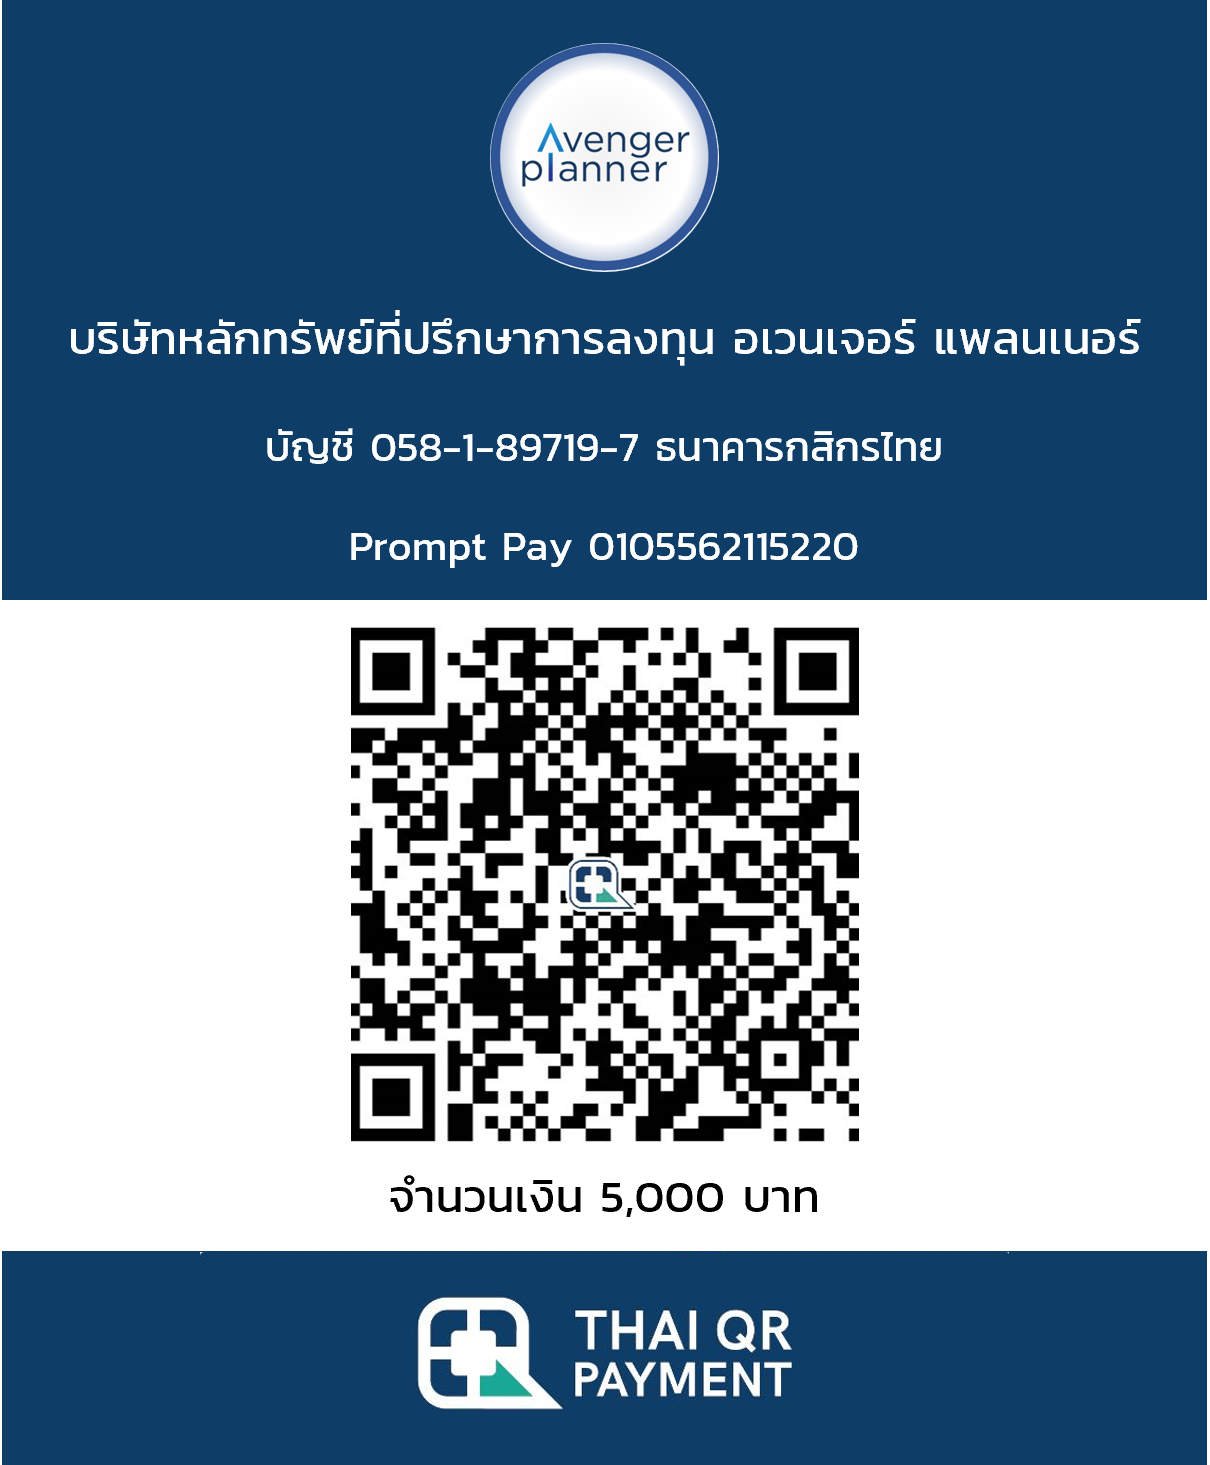 Avenger
planner
บริษัทหลักทรัพย์ที่ปรึกษาการลงทุน อเวนเจอร์ แพลนเนอร์
บัญชี 058-1-89719-7 ธนาคารกสิกรไทย
Prompt Pay 0105562115220
จำนวนเงิน 5,000 บาท
THAI QR
PAYMENT